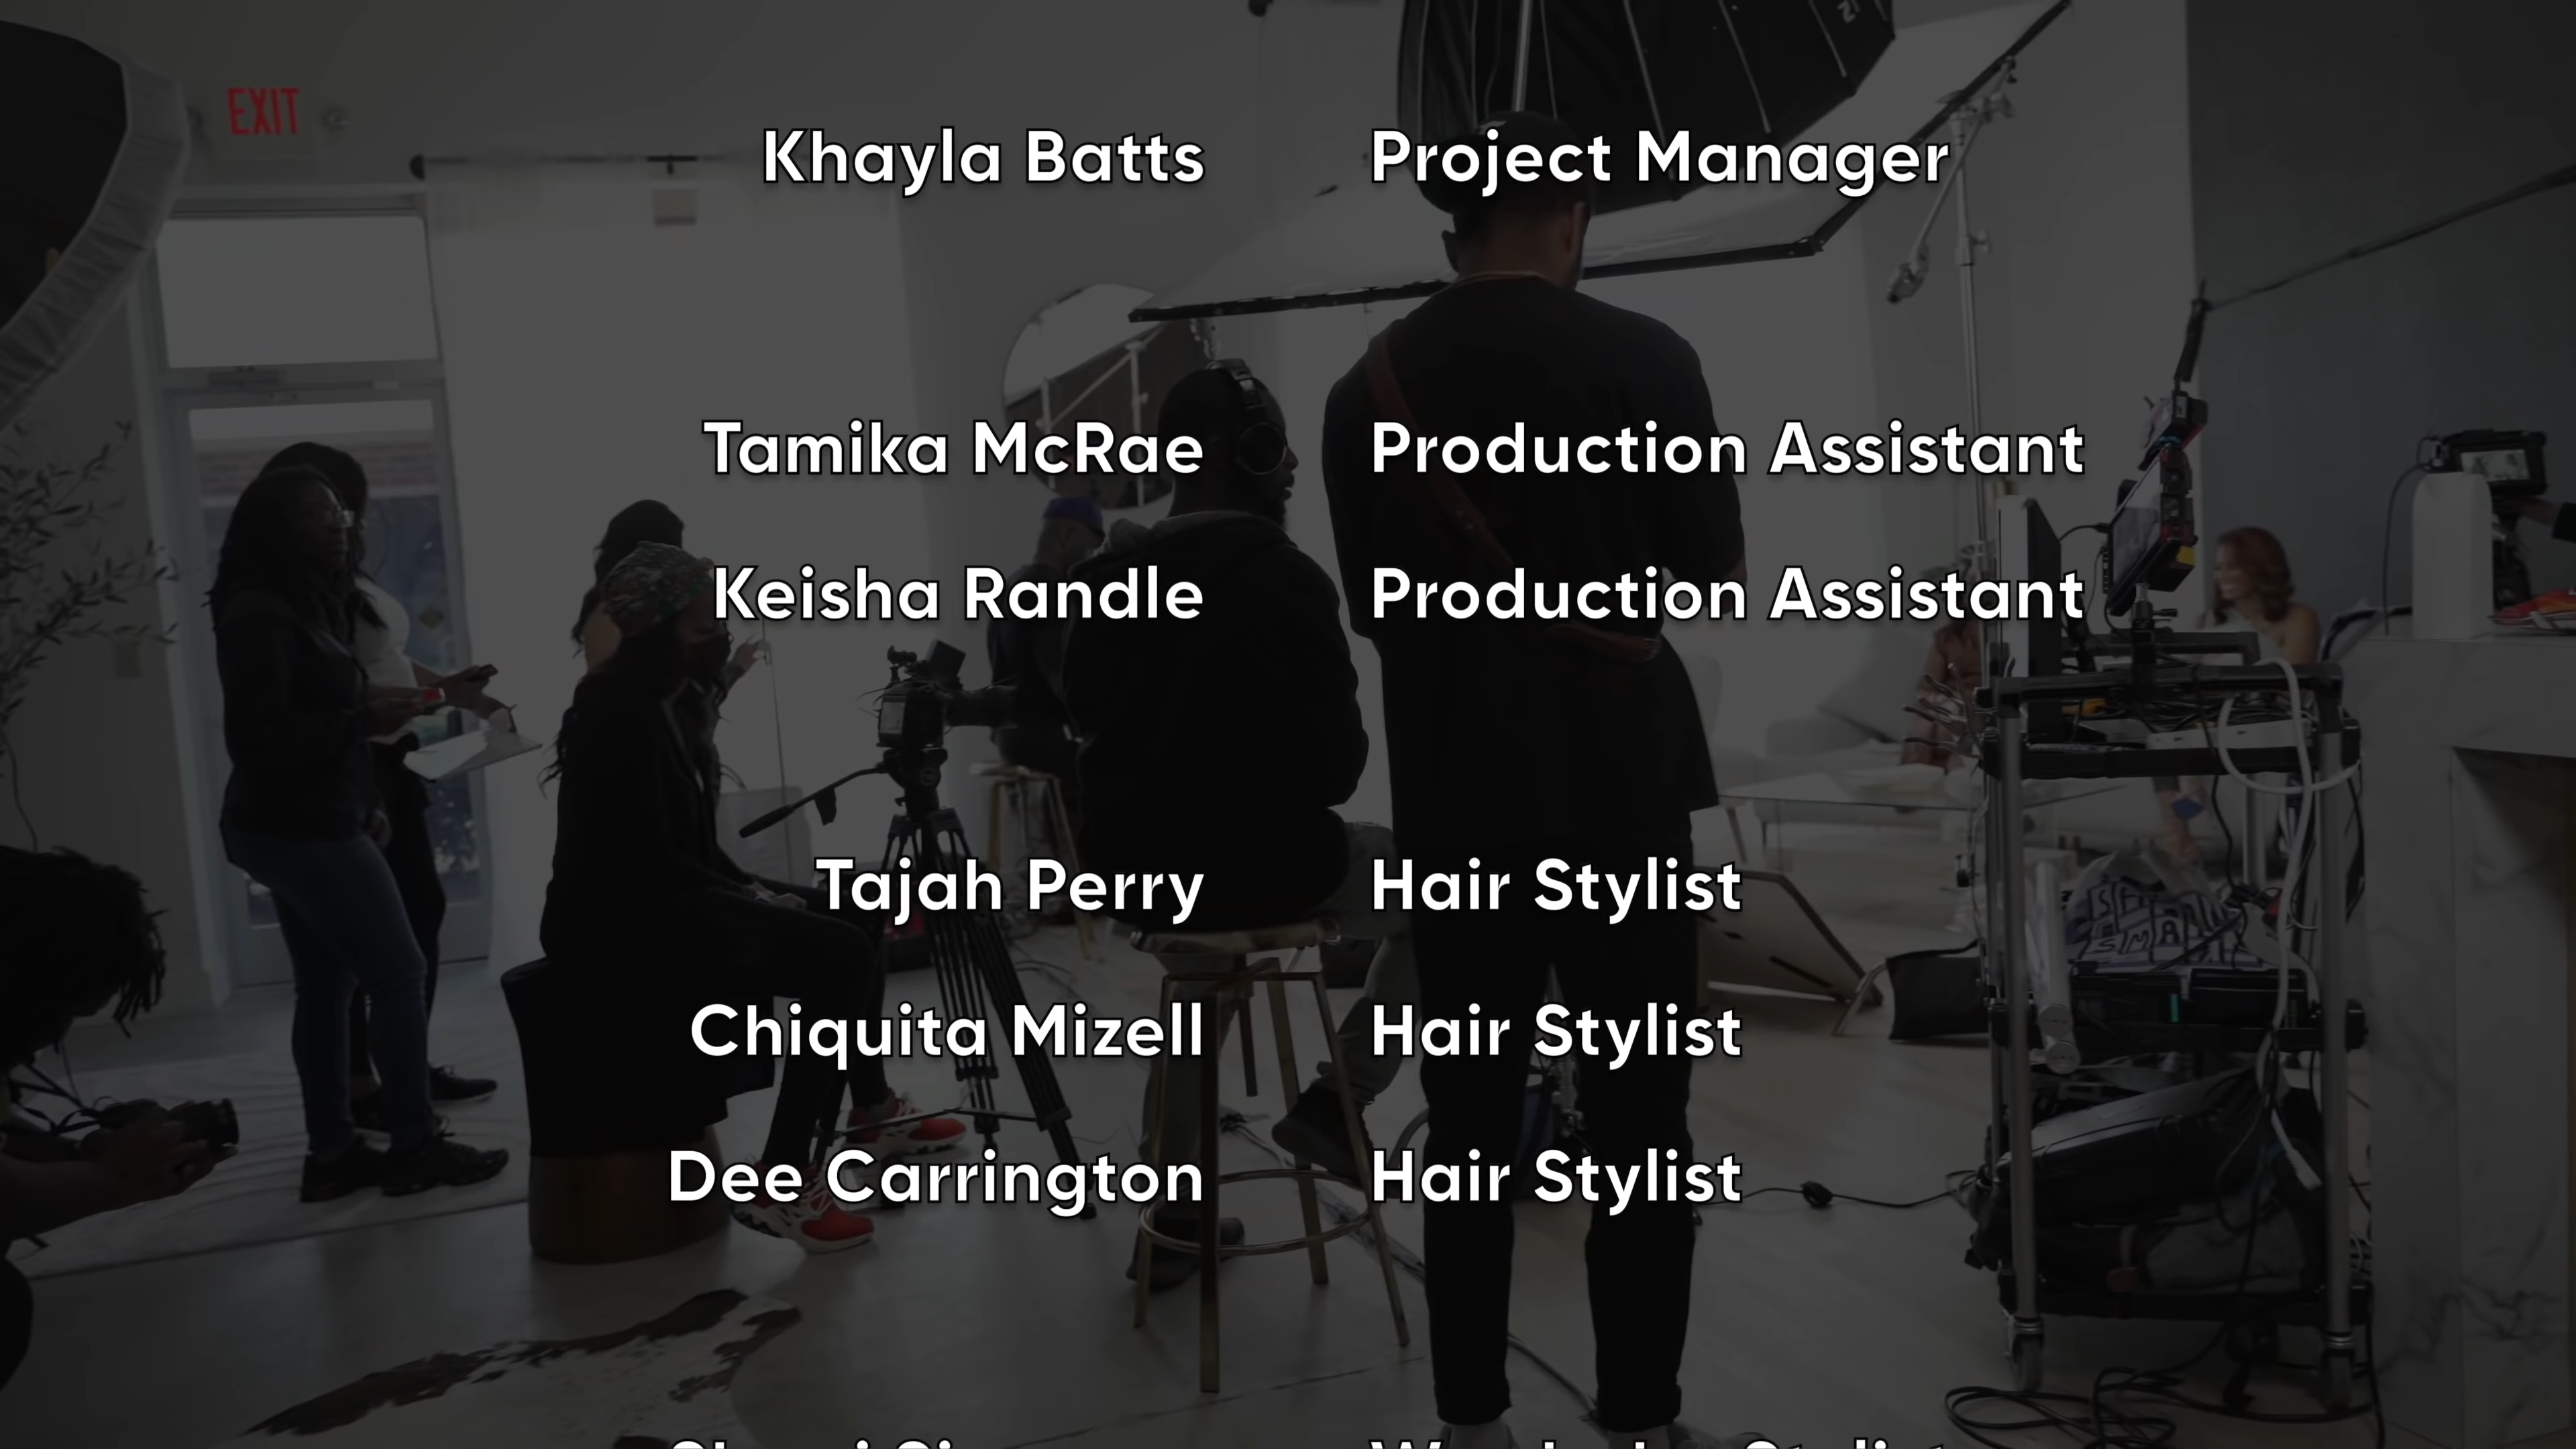 EXIT
Khayla Batts Project Manager
Tamika McRae Production Assistant
Keisha Randle Production Assistant
Tajah Perry Hair Stylist
Chiquita Mizell Hair Stylist
Dee Carrington Hair Stylist